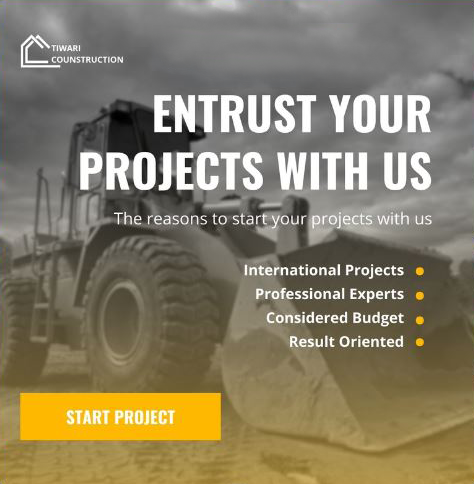 TIWARI
COUNSTRUCTION
ENTRUST YOUR
PROJECTS WITH US
The reasons to start your projects with us
International Projects
Professional Experts
Considered Budget
Result Oriented
START PROJECT